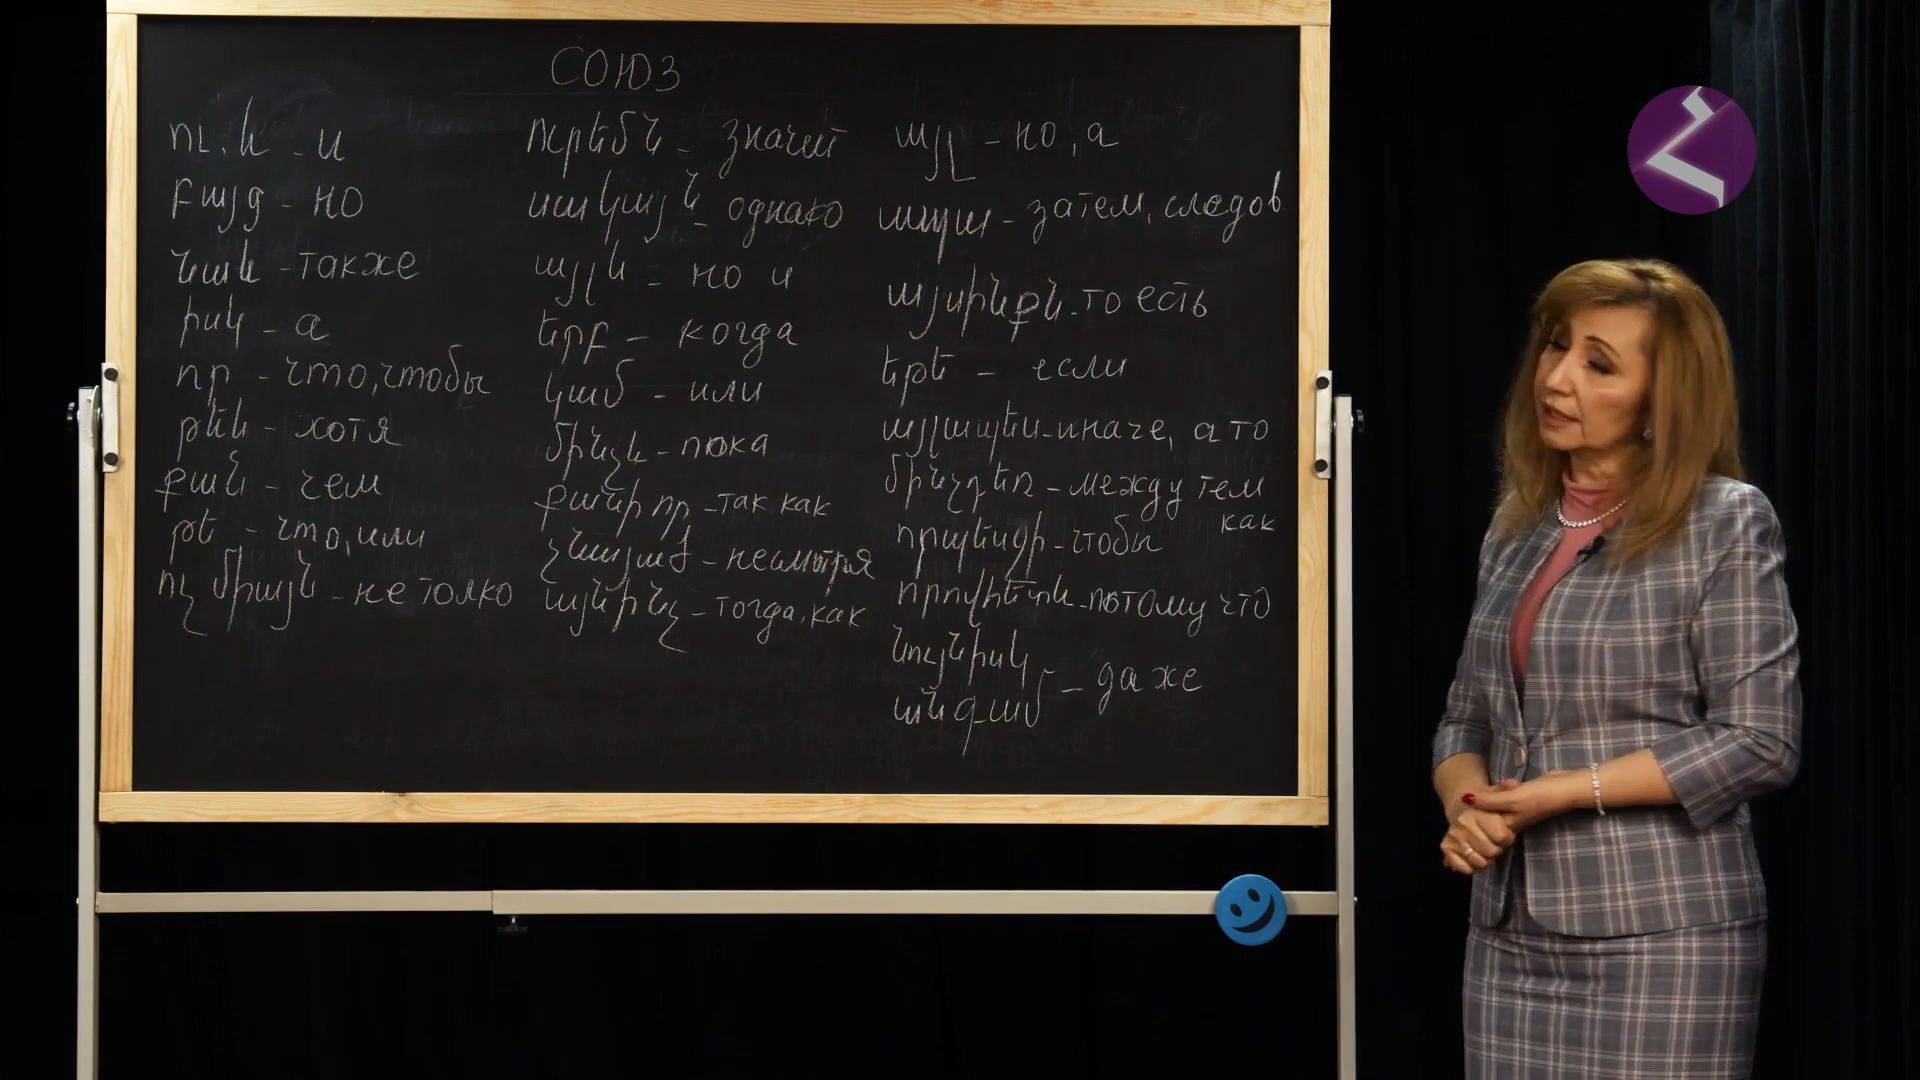 СОЮЗ
ու, և - и
բայց - но
նաև - также
իսկ - а
որ - что, чтобы
թեև - хотя
քան - чем
թե - что, или
ոչ միայն - не толко
ուրեմն - значит
սակայն - однако
այլև - но и
երբ - когда
կամ - или
մինչև - пока
քանի որ - так как
չնայած - несмотря
այնինչ - тогда, как
այլ - но, а
ապա - затем, следов
այսինքն - то есть
եթե - если
այլապես - иначе, а то
մինչդեռ - между тем
как
որպեսզի - чтобы
որովհետև - потому что
նույնիսկ
անգամ - даже